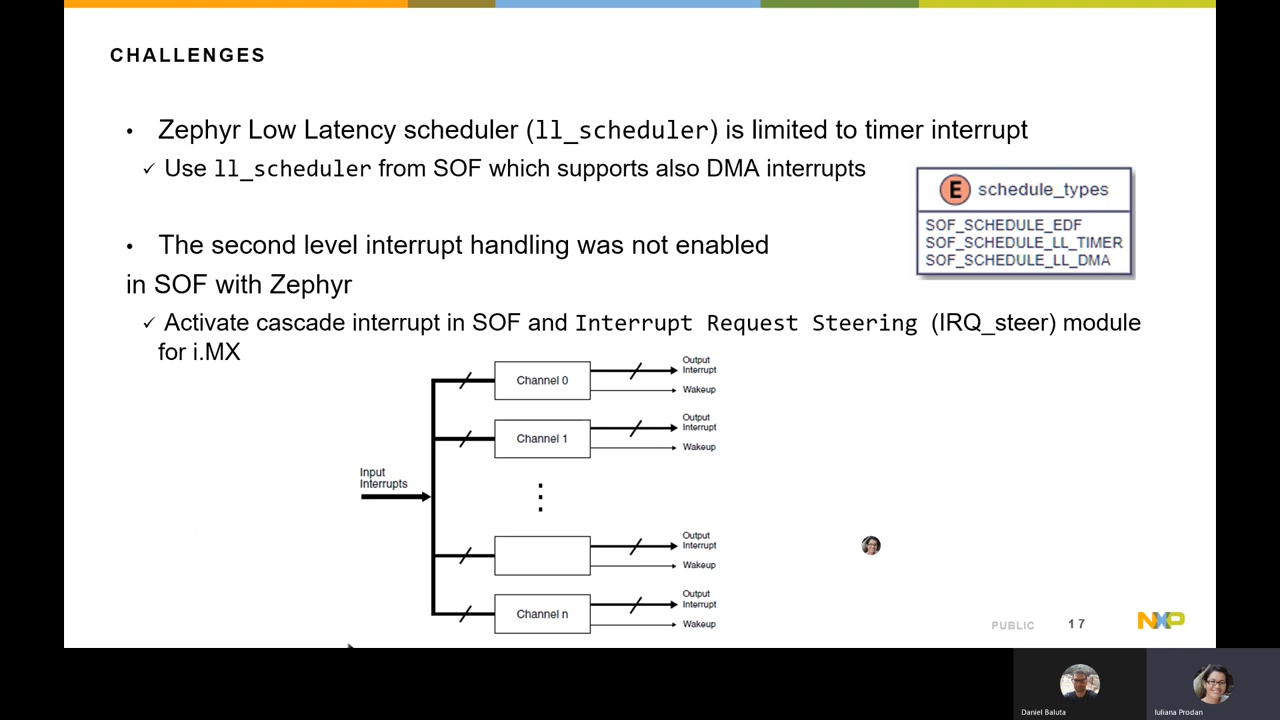 CHALLENGES
• Zephyr Low Latency scheduler (ll_scheduler) is limited to timer interrupt
✓ Use ll_scheduler from SOF which supports also DMA interrupts
E schedule_types
SOF_SCHEDULE_EDF
SOF_SCHEDULE_LL_TIMER
SOF_SCHEDULE_LL_DMA
• The second level interrupt handling was not enabled
in SOF with Zephyr
✓ Activate cascade interrupt in SOF and Interrupt Request Steering (IRQ_steer) module
for i.MX
Input
Interrupts
Channel 0
Output
Interrupt
Wakeup
Channel 1
Output
Interrupt
Wakeup
Output
Interrupt
Wakeup
Channel n
Output
Interrupt
Wakeup
PUBLIC 17 NXP
Daniel Baluta
Iuliana Prodan